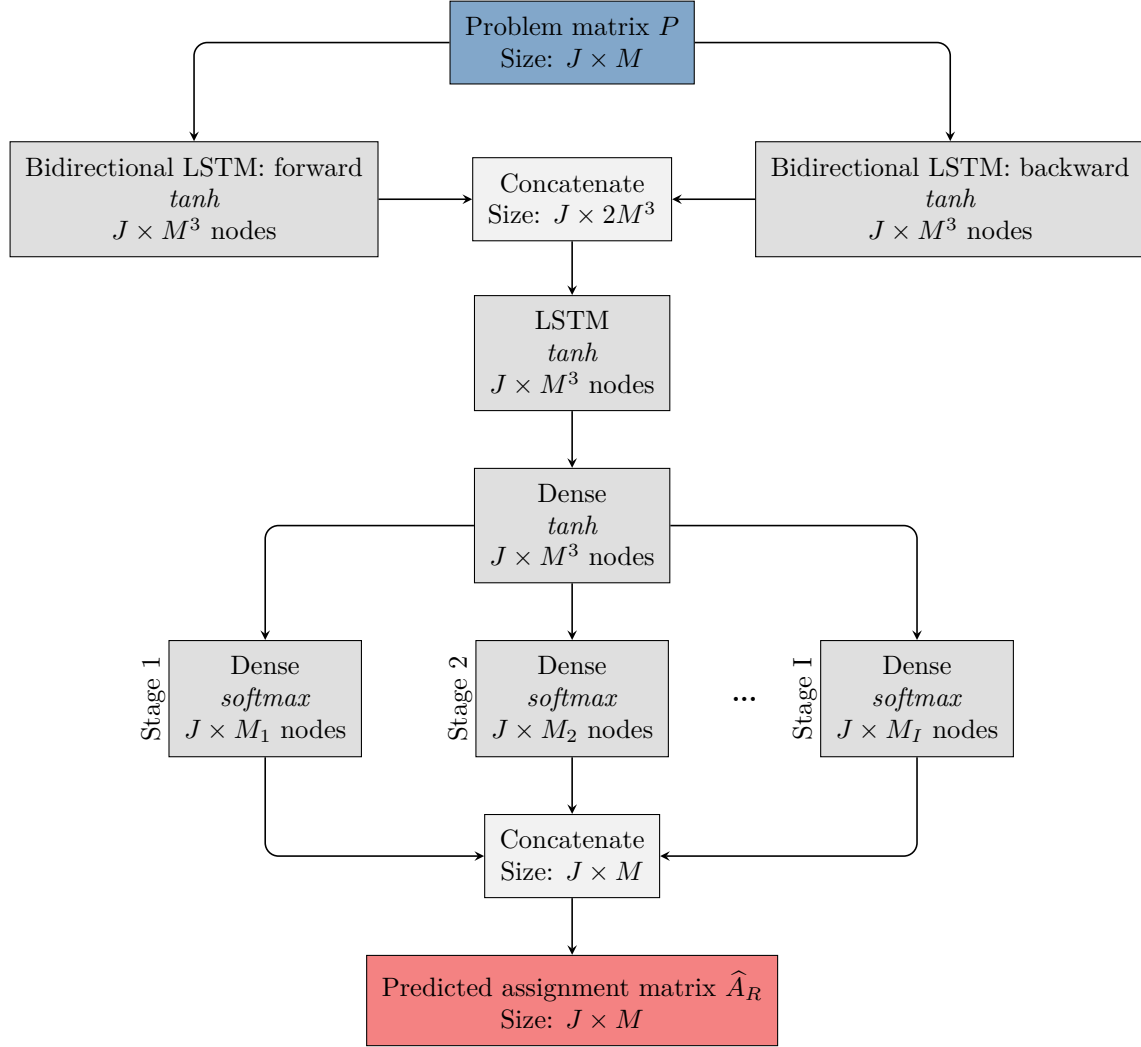 Problem matrix P
Size: J × M
Bidirectional LSTM: forward
tanh
J × M³ nodes
Concatenate
Size: J × 2M³
Bidirectional LSTM: backward
tanh
J × M³ nodes
LSTM
tanh
J × M³ nodes
Dense
tanh
J × M³ nodes
Stage 1
Dense
softmax
J × M₁ nodes
Stage 2
Dense
softmax
J × M₂ nodes
...
Stage I
Dense
softmax
J × M_I nodes
Concatenate
Size: J × M
Predicted assignment matrix Â_R
Size: J × M